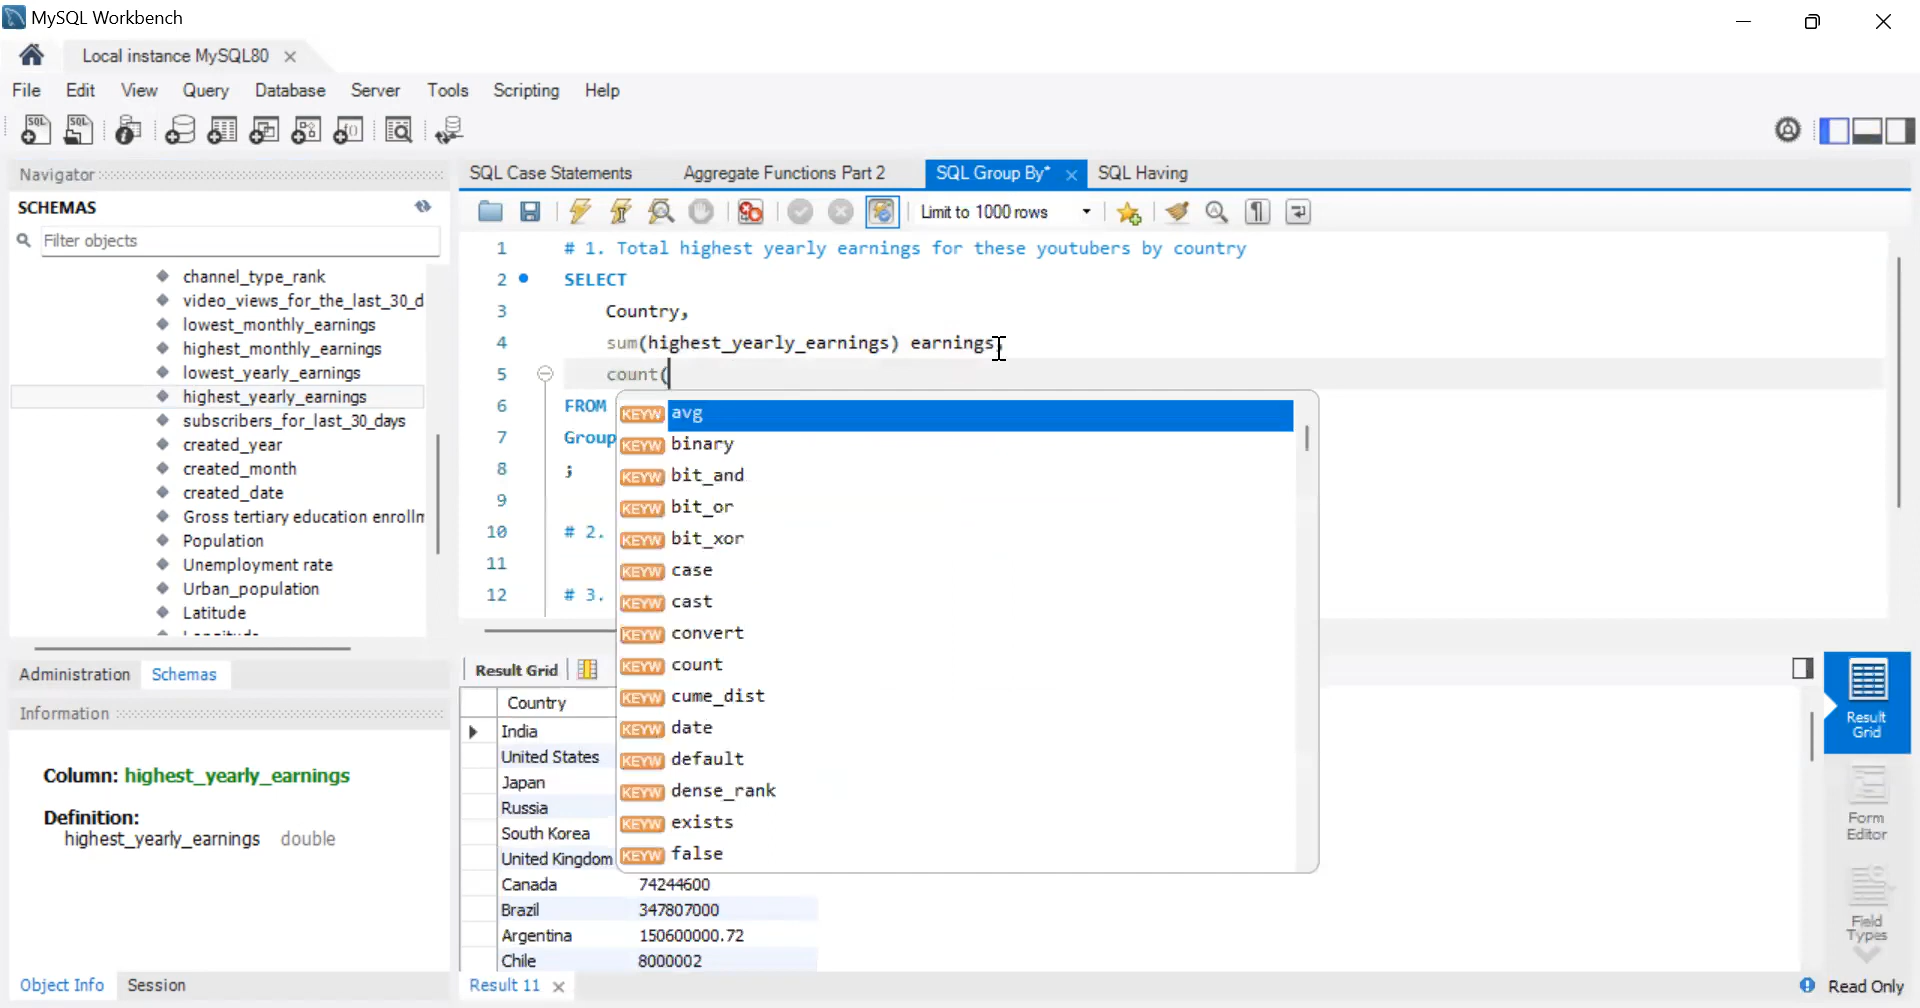 MySQL Workbench
Local instance MySQL80
File Edit View Query Database Server Tools Scripting Help
Navigator
SCHEMAS
Filter objects
channel_type_rank
video_views_for_the_last_30_d
lowest_monthly_earnings
highest_monthly_earnings
lowest_yearly_earnings
highest_yearly_earnings
subscribers_for_last_30_days
created_year
created_month
created_date
Gross tertiary education enrollm
Population
Unemployment rate
Urban_population
Latitude
Administration Schemas
Information
Column: highest_yearly_earnings
Definition:
highest_yearly_earnings double
Object Info Session
SQL Case Statements Aggregate Functions Part 2 SQL Group By* SQL Having
Limit to 1000 rows
1 # 1. Total highest yearly earnings for these youtubers by country
2 SELECT
3 Country,
4 sum(highest_yearly_earnings) earnings,
5 count(
6 FROM
7 Group
8 ;
9
10 # 2.
11
12 # 3.
KEYW avg
KEYW binary
KEYW bit_and
KEYW bit_or
KEYW bit_xor
KEYW case
KEYW cast
KEYW convert
KEYW count
KEYW cume_dist
KEYW date
KEYW default
KEYW dense_rank
KEYW exists
KEYW false
Result Grid
Country
India
United States
Japan
Russia
South Korea
United Kingdom
Canada 74244600
Brazil 347807000
Argentina 150600000.72
Chile 8000002
Result 11
Result
Grid
Form
Editor
Field
Types
Read Only